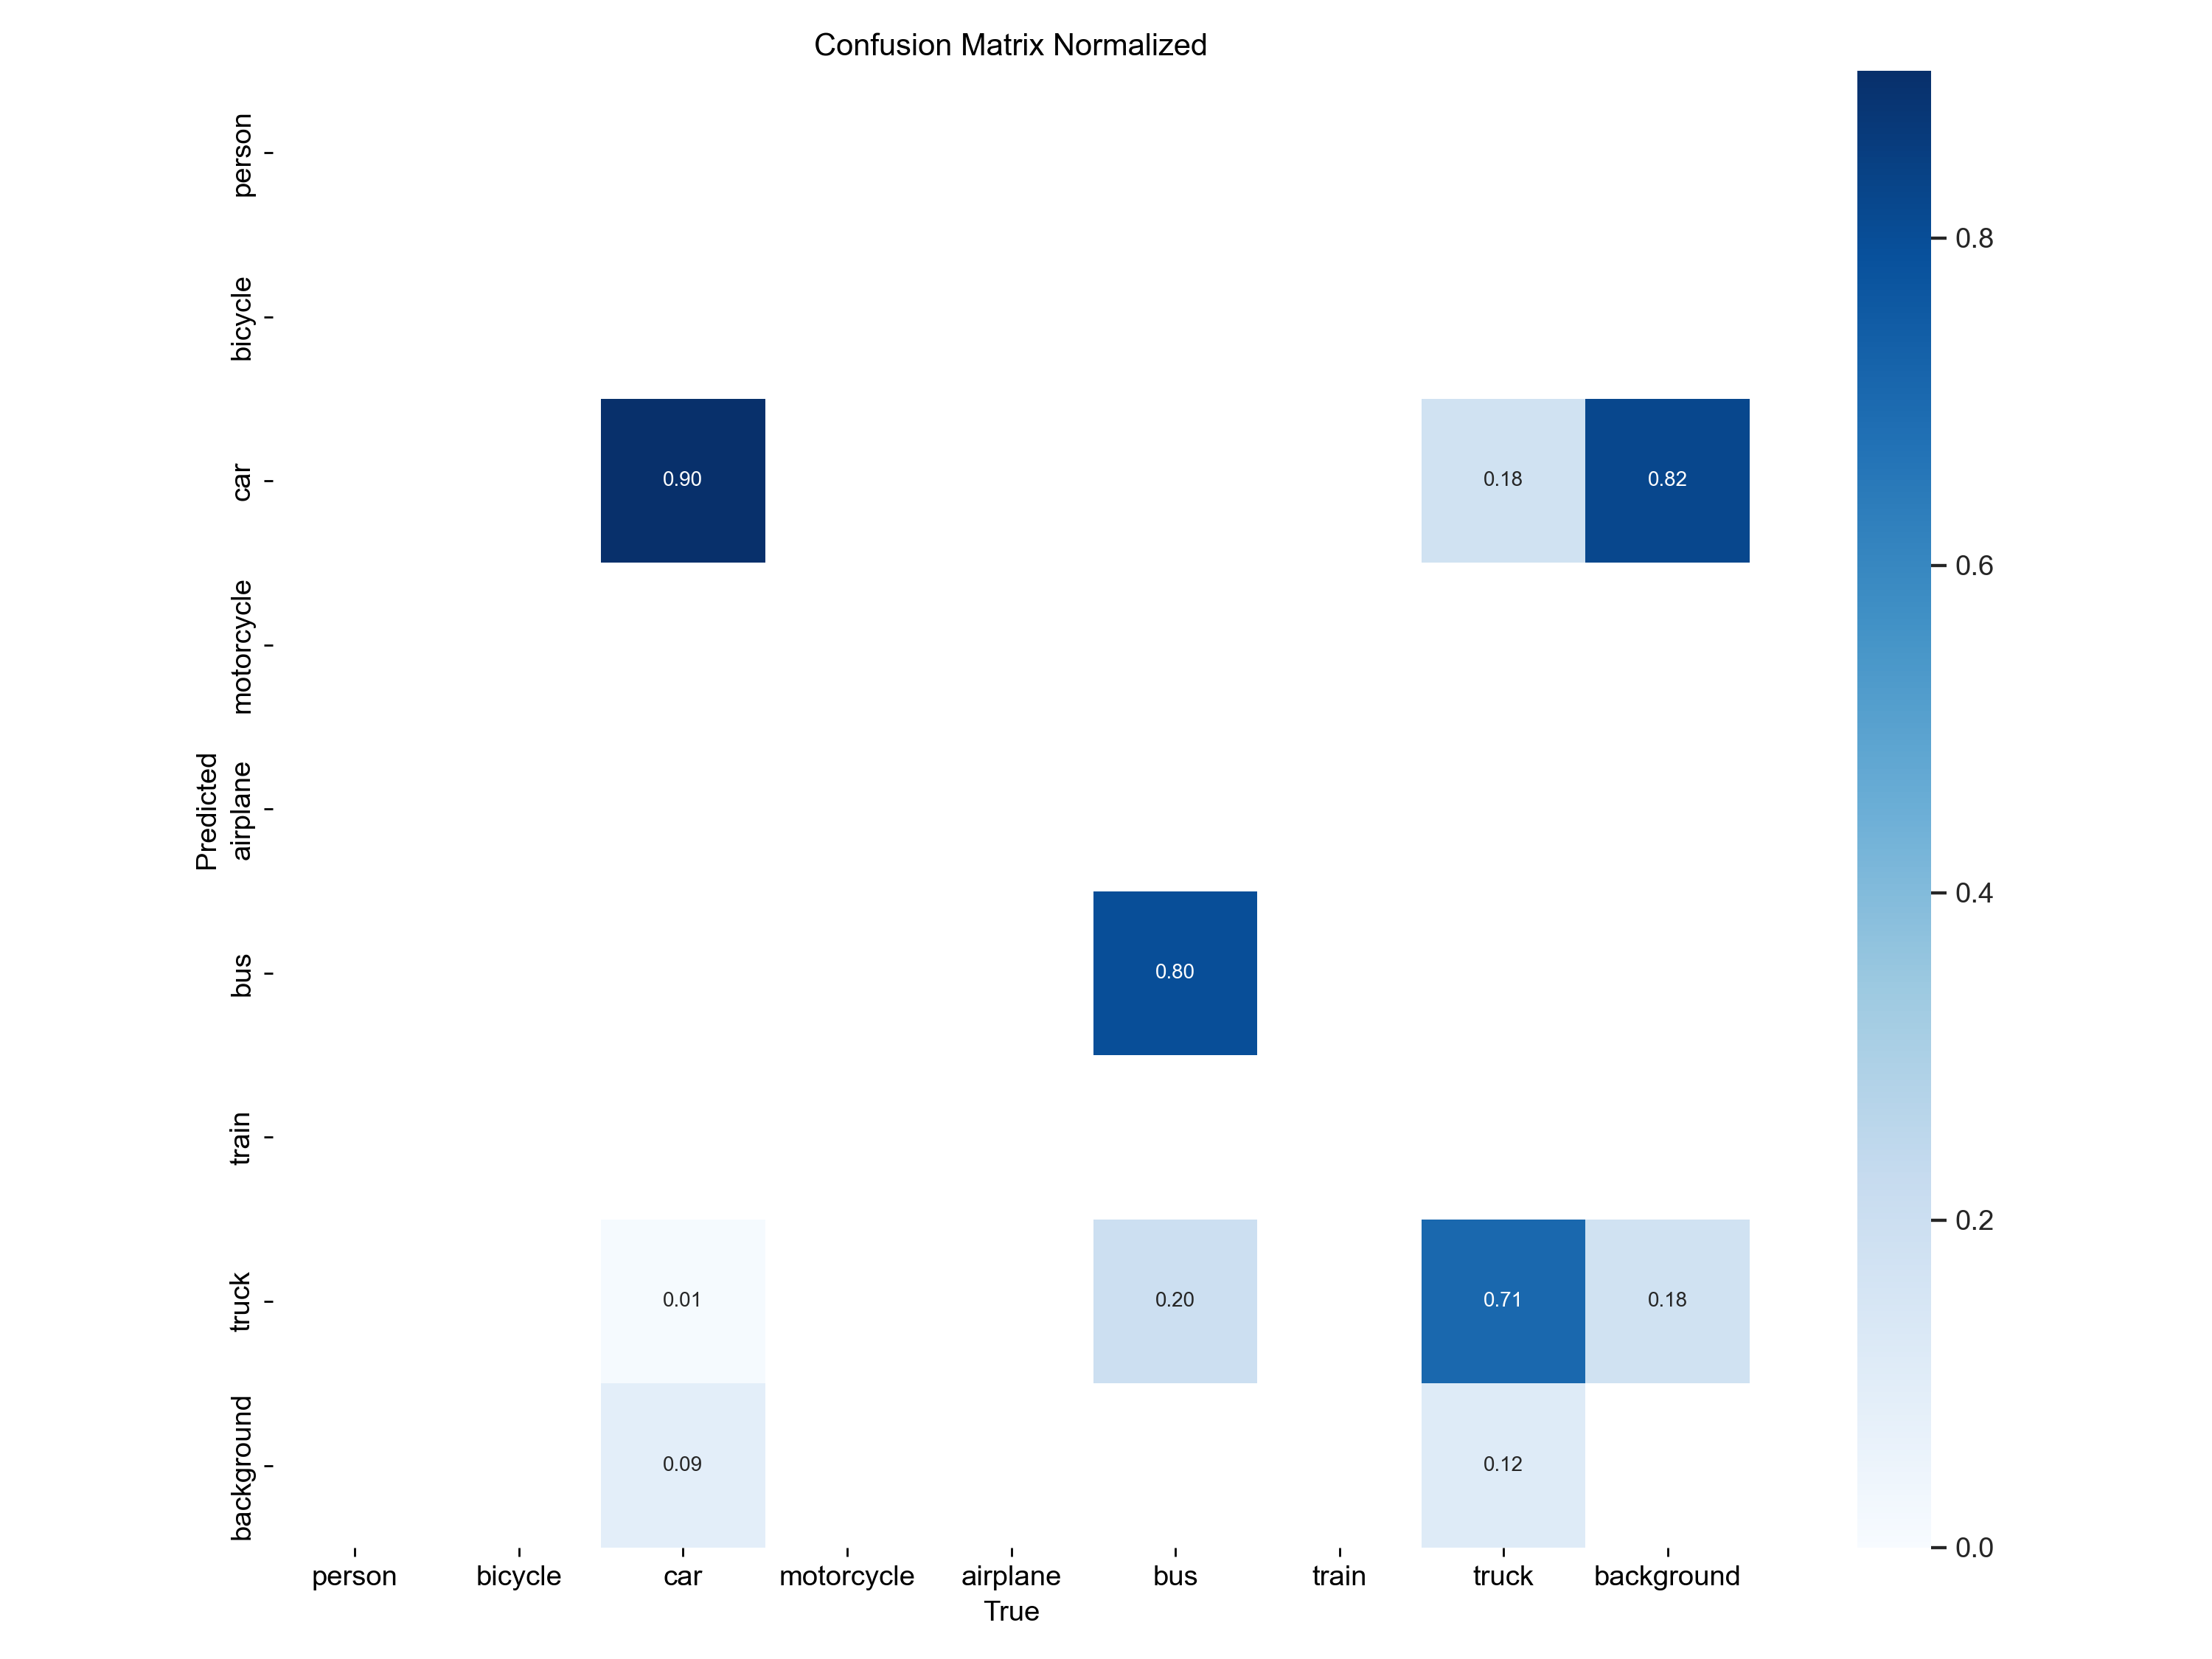 Confusion Matrix Normalized
person
bicycle
car
motorcycle
airplane
bus
train
truck
background
Predicted
0.90
0.18
0.82
0.80
0.01
0.20
0.71
0.18
0.09
0.12
person
bicycle
car
motorcycle
airplane
bus
train
truck
background
True
0.8
0.6
0.4
0.2
0.0